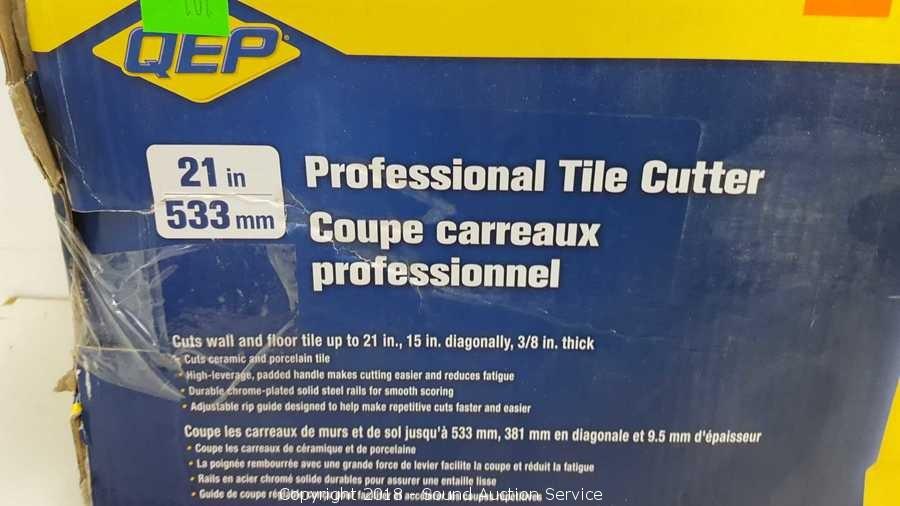 101
QEP
21 in
533 mm
Professional Tile Cutter
Coupe carreaux
professionnel
Cuts wall and floor tile up to 21 in., 15 in. diagonally, 3/8 in. thick
• Cuts ceramic and porcelain tile
• High-leverage, padded handle makes cutting easier and reduces fatigue
• Durable chrome-plated solid steel rails for smooth scoring
• Adjustable rip guide designed to help make repetitive cuts faster and easier
Coupe les carreaux de murs et de sol jusqu'à 533 mm, 381 mm en diagonale et 9.5 mm d'épaisseur
• Coupe les carreaux de céramique et de porcelaine
• La poignée rembourrée avec une grande force de levier facilite la coupe et réduit la fatigue
• Rails en acier chromé solide durables pour assurer une entaille lisse
• Guide de coupe
Copyright 2018 - Sound Auction Service